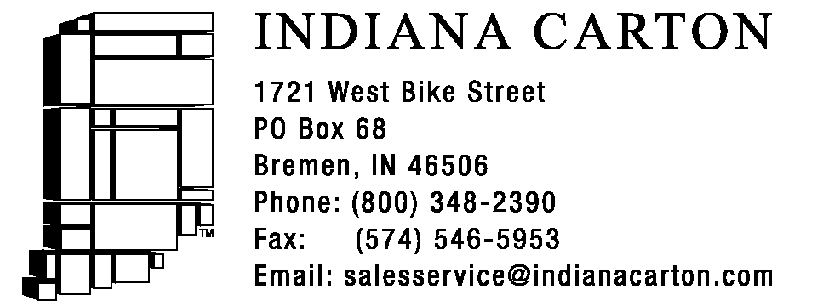 INDIANA CARTON
1721 West Bike Street
PO Box 68
Bremen, IN 46506
Phone: (800) 348-2390
Fax: (574) 546-5953
Email: salesservice@indianacarton.com
TM